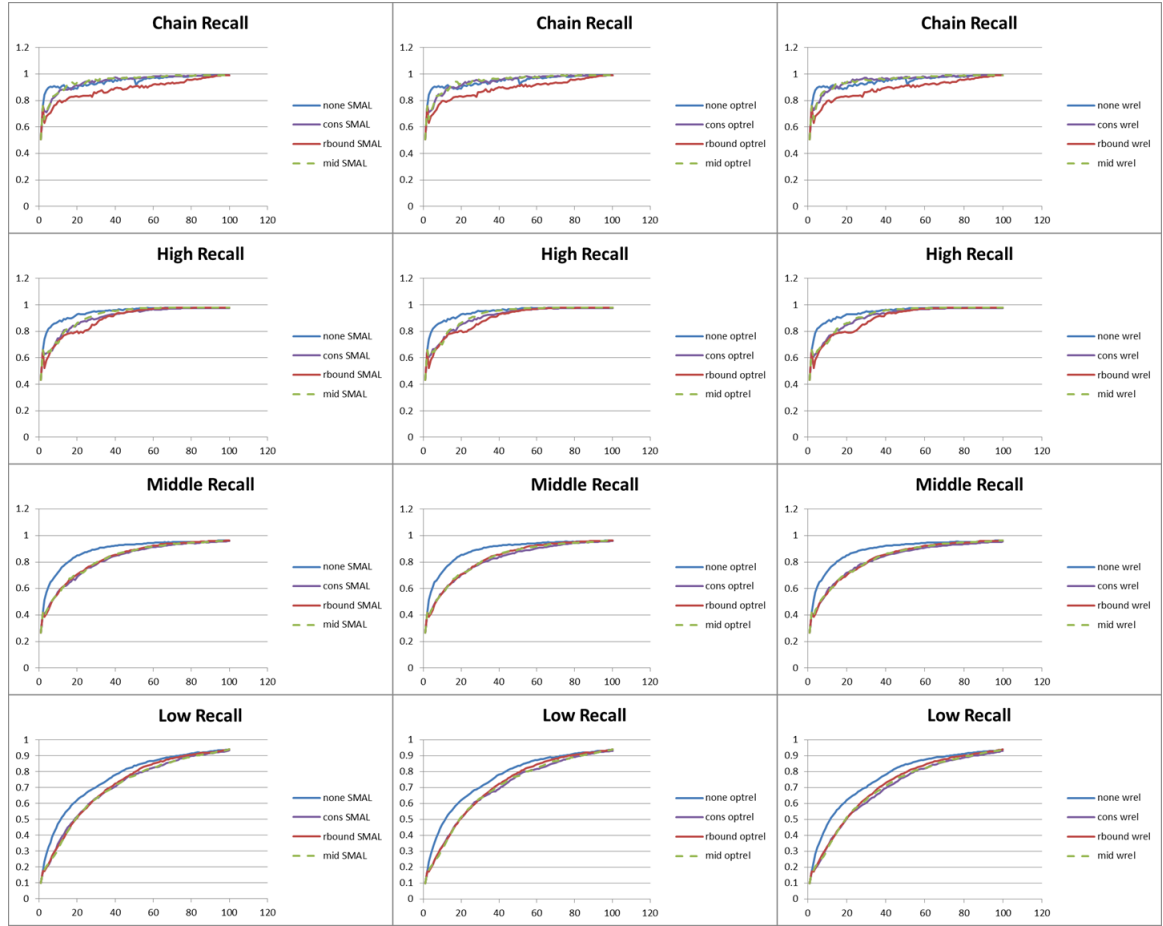 Chain Recall
1.2
1
0.8
0.6
0.4
0.2
0
0 20 40 60 80 100 120
none SMAL
cons SMAL
rbound SMAL
mid SMAL
Chain Recall
1.2
1
0.8
0.6
0.4
0.2
0
0 20 40 60 80 100 120
none optrel
cons optrel
rbound optrel
mid optrel
Chain Recall
1.2
1
0.8
0.6
0.4
0.2
0
0 20 40 60 80 100 120
none wrel
cons wrel
rbound wrel
mid wrel
High Recall
1.2
1
0.8
0.6
0.4
0.2
0
0 20 40 60 80 100 120
none SMAL
cons SMAL
rbound SMAL
mid SMAL
High Recall
1.2
1
0.8
0.6
0.4
0.2
0
0 20 40 60 80 100 120
none optrel
cons optrel
rbound optrel
mid optrel
High Recall
1.2
1
0.8
0.6
0.4
0.2
0
0 20 40 60 80 100 120
none wrel
cons wrel
rbound wrel
mid wrel
Middle Recall
1.2
1
0.8
0.6
0.4
0.2
0
0 20 40 60 80 100 120
none SMAL
cons SMAL
rbound SMAL
mid SMAL
Middle Recall
1.2
1
0.8
0.6
0.4
0.2
0
0 20 40 60 80 100 120
none optrel
cons optrel
rbound optrel
mid optrel
Middle Recall
1.2
1
0.8
0.6
0.4
0.2
0
0 20 40 60 80 100 120
none wrel
cons wrel
rbound wrel
mid wrel
Low Recall
1
0.9
0.8
0.7
0.6
0.5
0.4
0.3
0.2
0.1
0
0 20 40 60 80 100 120
none SMAL
cons SMAL
rbound SMAL
mid SMAL
Low Recall
1
0.9
0.8
0.7
0.6
0.5
0.4
0.3
0.2
0.1
0
0 20 40 60 80 100 120
none optrel
cons optrel
rbound optrel
mid optrel
Low Recall
1
0.9
0.8
0.7
0.6
0.5
0.4
0.3
0.2
0.1
0
0 20 40 60 80 100 120
none wrel
cons wrel
rbound wrel
mid wrel